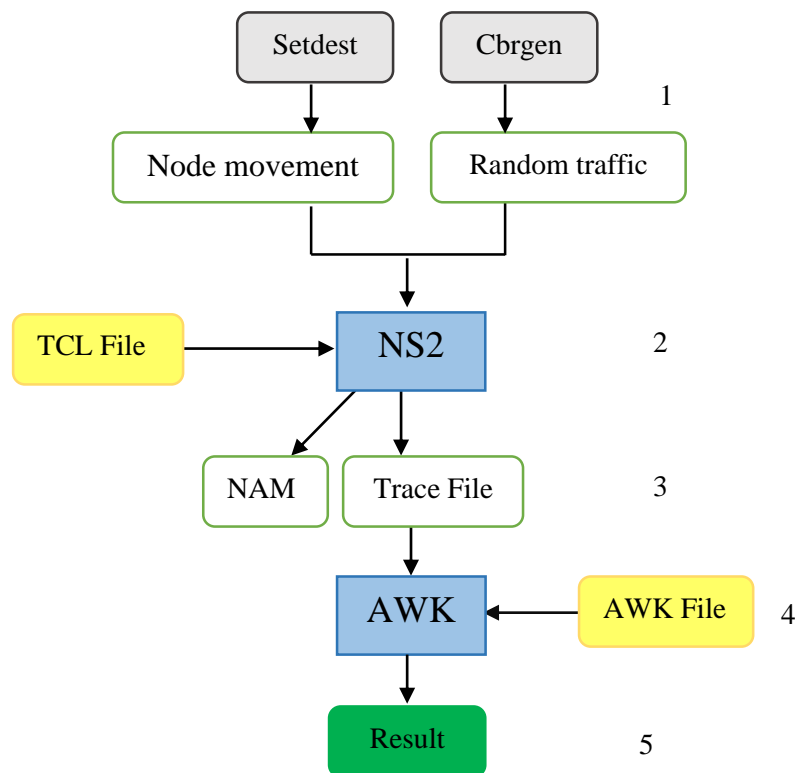 Setdest
Cbrgen
1
Node movement
Random traffic
TCL File
NS2
2
NAM
Trace File
3
AWK
AWK File
4
Result
5